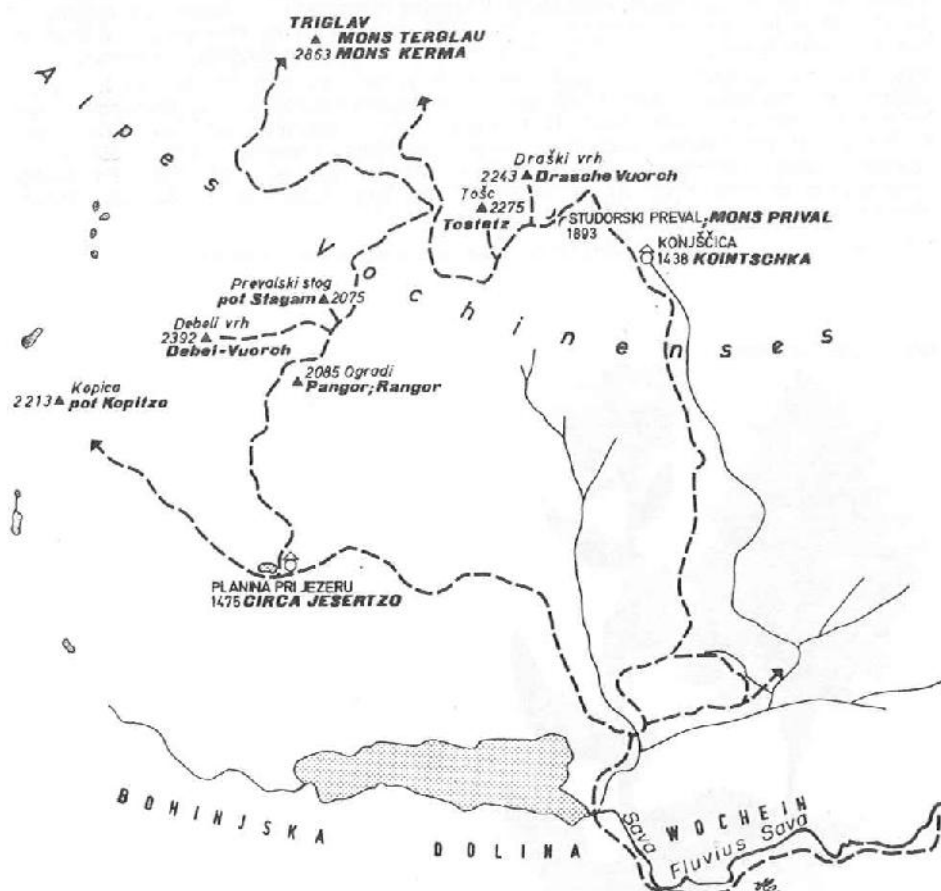 TRIGLAV
MONS TERGLAU
2863 MONS KERMA
Alpes Vochinenses
Draški vrh
2243 Drasche Vuorch
Tošc
2275
Tostetz
STUDORSKI PREVAL; MONS PRIVAL
1893
KONJŠČICA
1438 KOINTSCHKA
Prevalski stog
pot Stagam 2075
Debeli vrh
2392
Debel-Vuorch
2085 Ogradi
Pangor; Rangor
Kopica
2213 pot Kopitzo
PLANINA PRI JEZERU
1475 CIRCA JESERTZO
BOHINJSKA DOLINA
WOCHEIN
Sava
Fluvius Sava